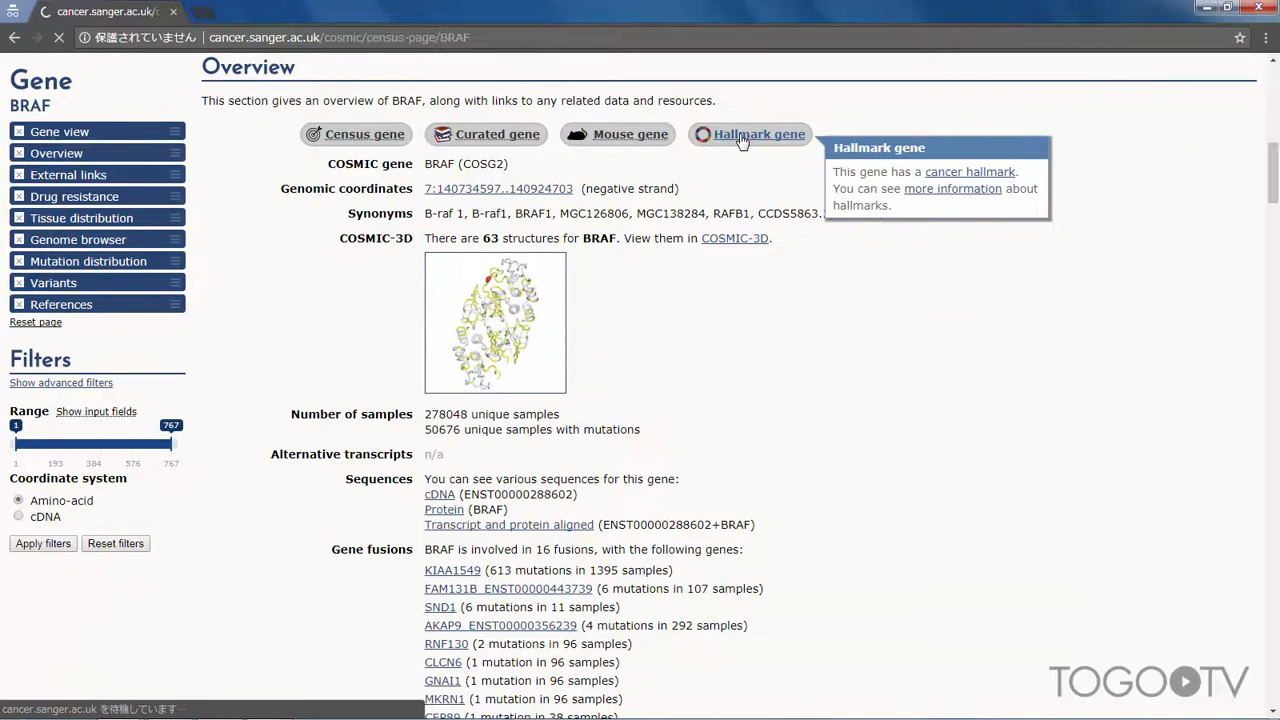 cancer.sanger.ac.uk/c
保護されていません cancer.sanger.ac.uk/cosmic/census-page/BRAF
Gene
BRAF
Gene view
Overview
External links
Drug resistance
Tissue distribution
Genome browser
Mutation distribution
Variants
References
Reset page
Filters
Show advanced filters
Range Show input fields
1 767
1 193 384 576 767
Coordinate system
Amino-acid
cDNA
Apply filters Reset filters
Overview
This section gives an overview of BRAF, along with links to any related data and resources.
Census gene Curated gene Mouse gene Hallmark gene
Hallmark gene
This gene has a cancer hallmark.
You can see more information about
hallmarks.
COSMIC gene BRAF (COSG2)
Genomic coordinates 7:140734597..140924703 (negative strand)
Synonyms B-raf 1, B-raf1, BRAF1, MGC126806, MGC138284, RAFB1, CCDS5863.
COSMIC-3D There are 63 structures for BRAF. View them in COSMIC-3D.
Number of samples 278048 unique samples
50676 unique samples with mutations
Alternative transcripts n/a
Sequences You can see various sequences for this gene:
cDNA (ENST00000288602)
Protein (BRAF)
Transcript and protein aligned (ENST00000288602+BRAF)
Gene fusions BRAF is involved in 16 fusions, with the following genes:
KIAA1549 (613 mutations in 1395 samples)
FAM131B_ENST00000443739 (6 mutations in 107 samples)
SND1 (6 mutations in 11 samples)
AKAP9_ENST00000356239 (4 mutations in 292 samples)
RNF130 (2 mutations in 96 samples)
CLCN6 (1 mutation in 96 samples)
GNAI1 (1 mutation in 96 samples)
MKRN1 (1 mutation in 96 samples)
CEP89 (1 mutation in 38 samples)
cancer.sanger.ac.uk を待機しています…
TOGO TV